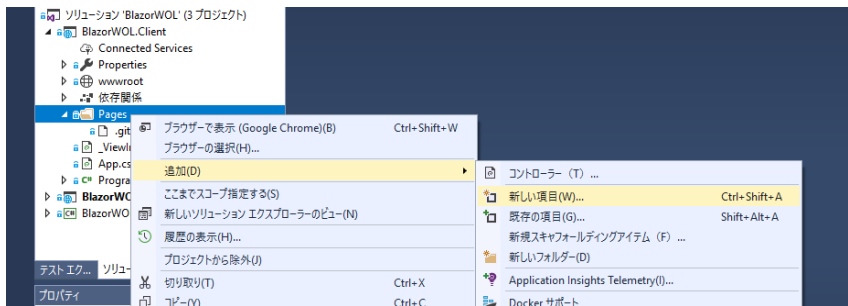 ソリューション 'BlazorWOL' (3 プロジェクト)
BlazorWOL.Client
Connected Services
Properties
wwwroot
依存関係
Pages
.git
_ViewI
App.cs
Progra
BlazorWO
BlazorWO
テスト エク...
ソリュー
プロパティ
ブラウザーで表示 (Google Chrome)(B) Ctrl+Shift+W
ブラウザーの選択(H)...
追加(D)
ここまでスコープ指定する(S)
新しいソリューション エクスプローラーのビュー(N)
履歴の表示(H)...
プロジェクトから除外(J)
切り取り(T) Ctrl+X
コピー(Y) Ctrl+C
コントローラー (T) ...
新しい項目(W)... Ctrl+Shift+A
既存の項目(G)... Shift+Alt+A
新規スキャフォールディングアイテム (F) ...
新しいフォルダー(D)
Application Insights Telemetry(I)...
Docker サポート